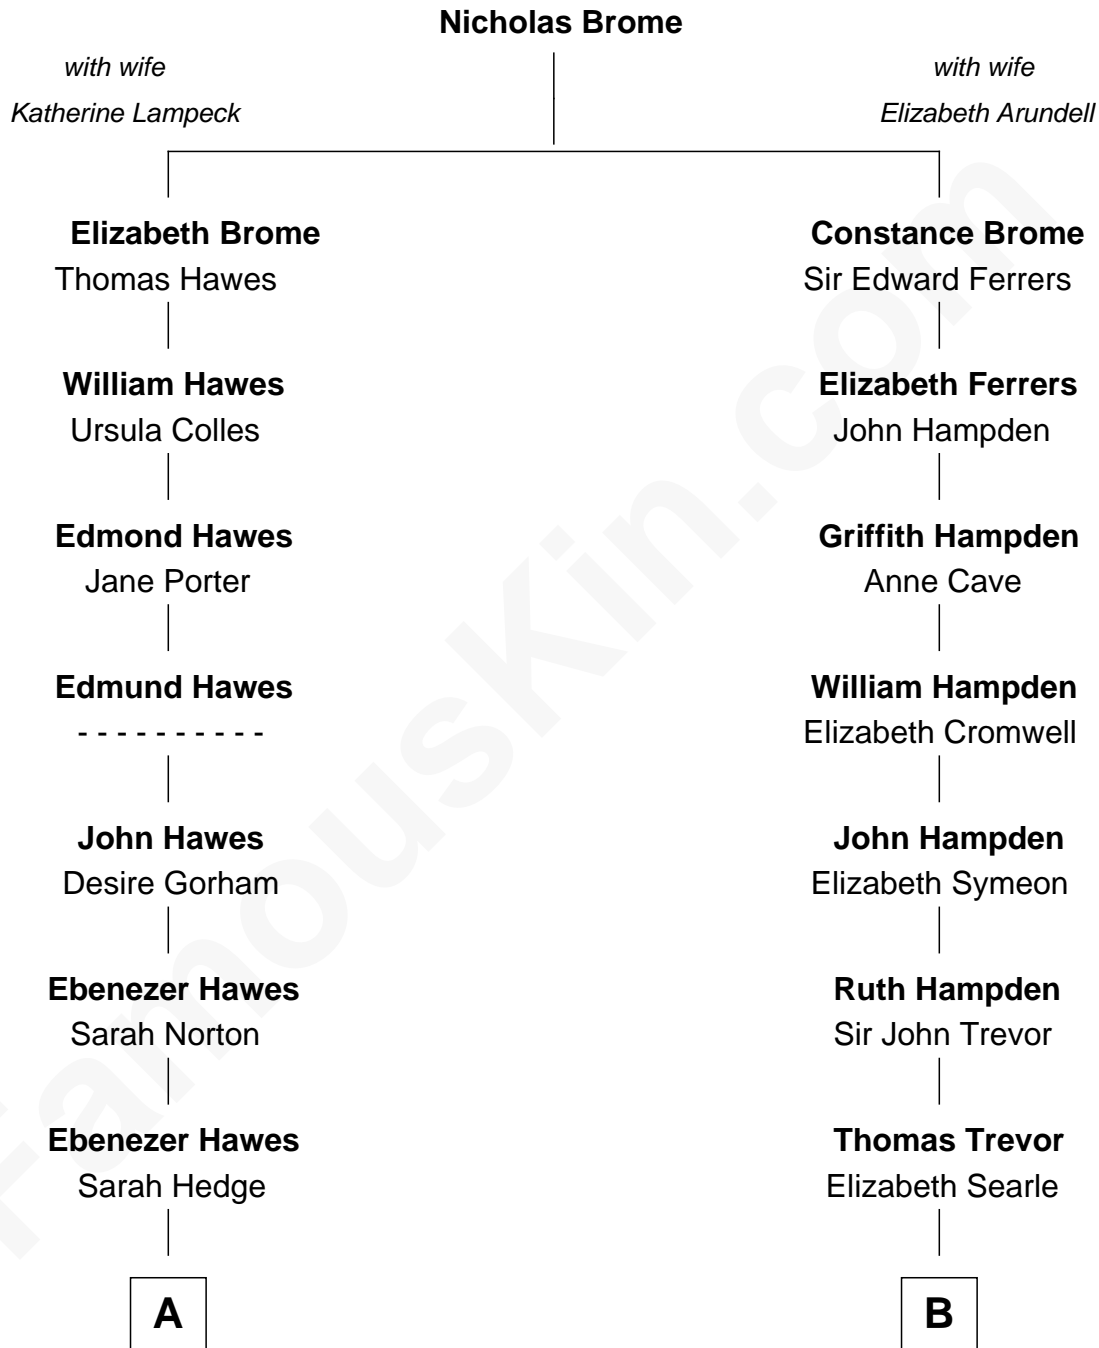 Nicholas Brome
with wife
Katherine Lampeck
with wife
Elizabeth Arundell
Elizabeth Brome
Thomas Hawes
Constance Brome
Sir Edward Ferrers
William Hawes
Ursula Colles
Elizabeth Ferrers
John Hampden
Edmond Hawes
Jane Porter
Griffith Hampden
Anne Cave
Edmund Hawes
- - - - - - - - - -
William Hampden
Elizabeth Cromwell
John Hawes
Desire Gorham
John Hampden
Elizabeth Symeon
Ebenezer Hawes
Sarah Norton
Ruth Hampden
Sir John Trevor
Ebenezer Hawes
Sarah Hedge
Thomas Trevor
Elizabeth Searle
A
B
FamousKin.com